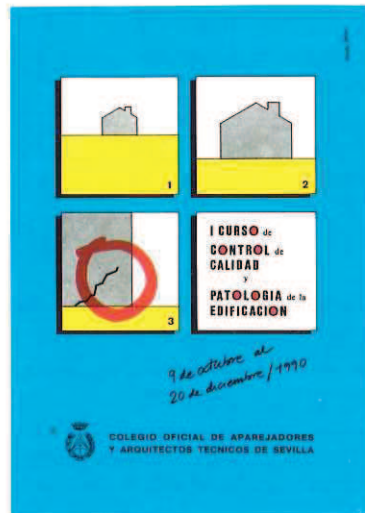 1
2
3
I CURSO de
CONTROL de
CALIDAD
y
PATOLOGIA de la
EDIFICACION
9 de octubre al
20 de diciembre/1990
COLEGIO OFICIAL DE APAREJADORES
Y ARQUITECTOS TECNICOS DE SEVILLA